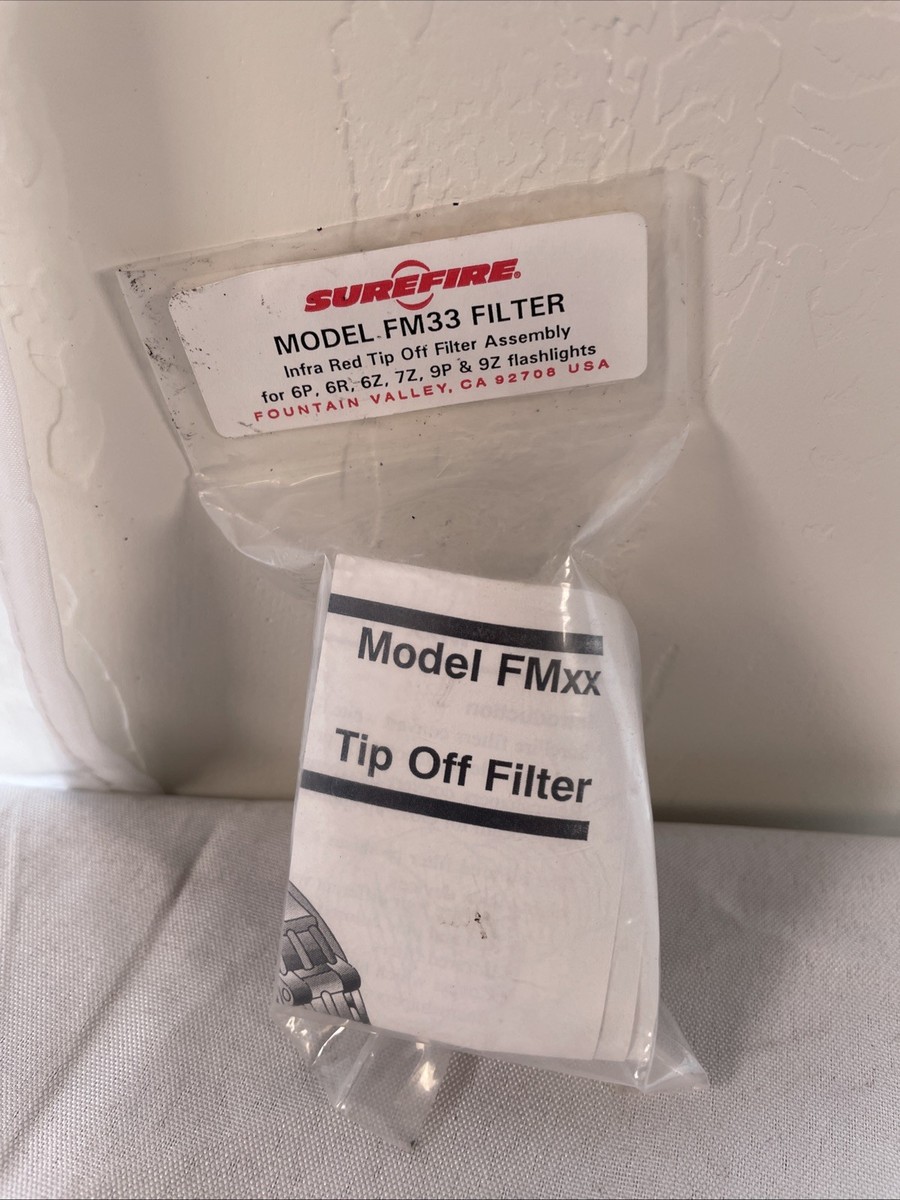 SUREFIRE®
MODEL FM33 FILTER
Infra Red Tip Off Filter Assembly
for 6P, 6R, 6Z, 7Z, 9P & 9Z flashlights
FOUNTAIN VALLEY, CA 92708 USA
Model FMxx
Tip Off Filter